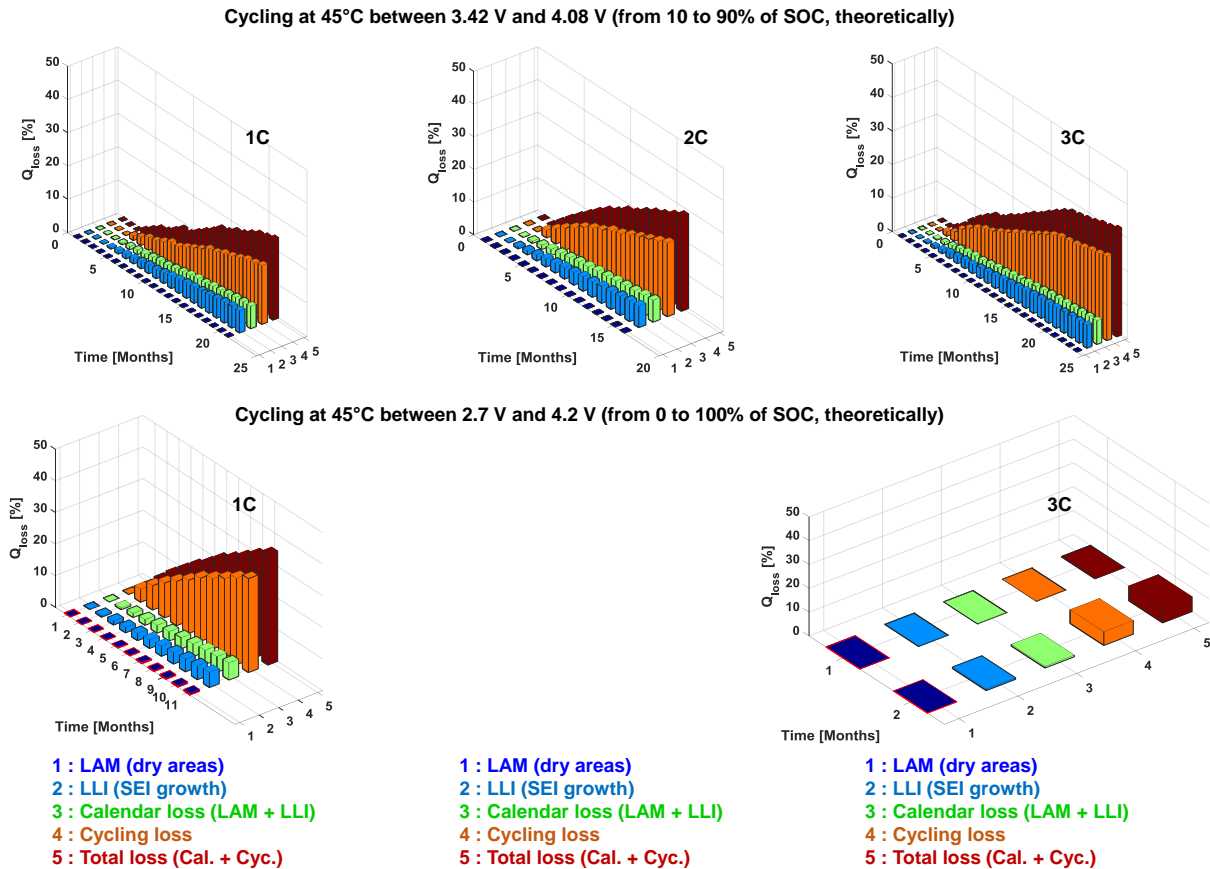 Cycling at 45°C between 3.42 V and 4.08 V (from 10 to 90% of SOC, theoretically)
50
40
30
20
10
0
Q_loss [%]
1C
0
5
10
15
20
25
Time [Months]
1 2 3 4 5
50
40
30
20
10
0
Q_loss [%]
2C
0
5
10
15
20
Time [Months]
1 2 3 4 5
50
40
30
20
10
0
Q_loss [%]
3C
0
5
10
15
20
25
Time [Months]
1 2 3 4 5
Cycling at 45°C between 2.7 V and 4.2 V (from 0 to 100% of SOC, theoretically)
50
40
30
20
10
0
Q_loss [%]
1C
1
2
3
4
5
6
7
8
9
10
11
Time [Months]
1 2 3 4 5
50
40
30
20
10
0
Q_loss [%]
3C
1
2
Time [Months]
1 2 3 4 5
1 : LAM (dry areas)
2 : LLI (SEI growth)
3 : Calendar loss (LAM + LLI)
4 : Cycling loss
5 : Total loss (Cal. + Cyc.)
1 : LAM (dry areas)
2 : LLI (SEI growth)
3 : Calendar loss (LAM + LLI)
4 : Cycling loss
5 : Total loss (Cal. + Cyc.)
1 : LAM (dry areas)
2 : LLI (SEI growth)
3 : Calendar loss (LAM + LLI)
4 : Cycling loss
5 : Total loss (Cal. + Cyc.)